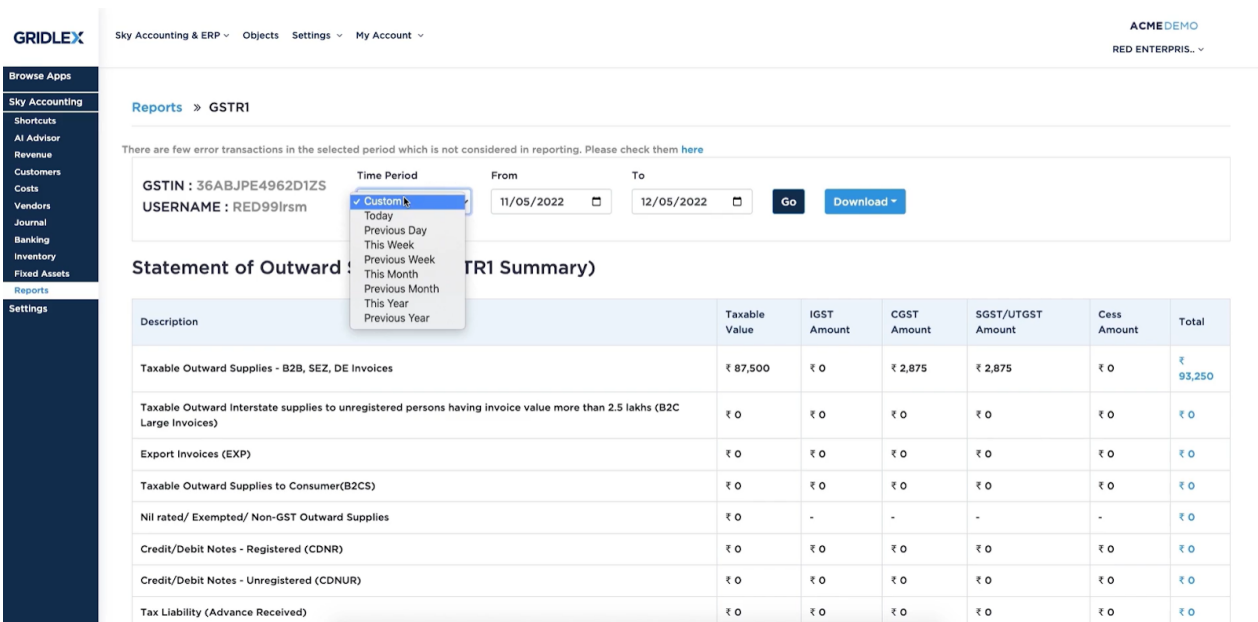 GRIDLEX
Sky Accounting & ERP
Objects
Settings
My Account
ACMEDEMO
RED ENTERPRIS..
Browse Apps
Sky Accounting
Shortcuts
AI Advisor
Revenue
Customers
Costs
Vendors
Journal
Banking
Inventory
Fixed Assets
Reports
Settings
Reports » GSTR1
There are few error transactions in the selected period which is not considered in reporting. Please check them here
GSTIN : 36ABJPE4962D1ZS
USERNAME : RED99lrsm
Time Period
✓ Custom
Today
Previous Day
This Week
Previous Week
This Month
Previous Month
This Year
Previous Year
From
11/05/2022
To
12/05/2022
Go
Download
Statement of Outward TR1 Summary)
Description Taxable Value IGST Amount CGST Amount SGST/UTGST Amount Cess Amount Total
Taxable Outward Supplies - B2B, SEZ, DE Invoices ₹ 87,500 ₹ 0 ₹ 2,875 ₹ 2,875 ₹ 0 ₹ 93,250
Taxable Outward Interstate supplies to unregistered persons having invoice value more than 2.5 lakhs (B2C
Large Invoices) ₹ 0 ₹ 0 ₹ 0 ₹ 0 ₹ 0 ₹ 0
Export Invoices (EXP) ₹ 0 ₹ 0 ₹ 0 ₹ 0 ₹ 0 ₹ 0
Taxable Outward Supplies to Consumer(B2CS) ₹ 0 ₹ 0 ₹ 0 ₹ 0 ₹ 0 ₹ 0
Nil rated/ Exempted/ Non-GST Outward Supplies ₹ 0 - - - - ₹ 0
Credit/Debit Notes - Registered (CDNR) ₹ 0 ₹ 0 ₹ 0 ₹ 0 ₹ 0 ₹ 0
Credit/Debit Notes - Unregistered (CDNUR) ₹ 0 ₹ 0 ₹ 0 ₹ 0 ₹ 0 ₹ 0
Tax Liability (Advance Received) ₹ 0 ₹ 0 ₹ 0 ₹ 0 ₹ 0 ₹ 0